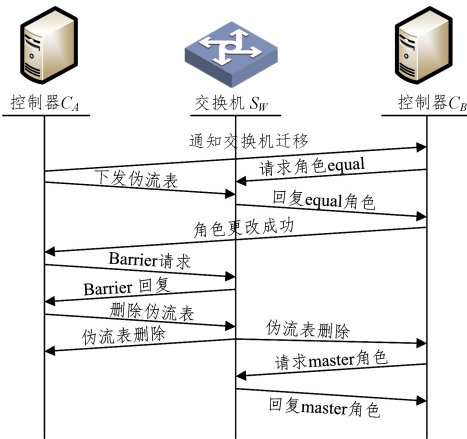 控制器C_A
交换机 S_W
控制器C_B
通知交换机迁移
请求角色equal
下发伪流表
回复equal角色
角色更改成功
Barrier请求
Barrier 回复
删除伪流表
伪流表删除
伪流表删除
请求master角色
回复master角色